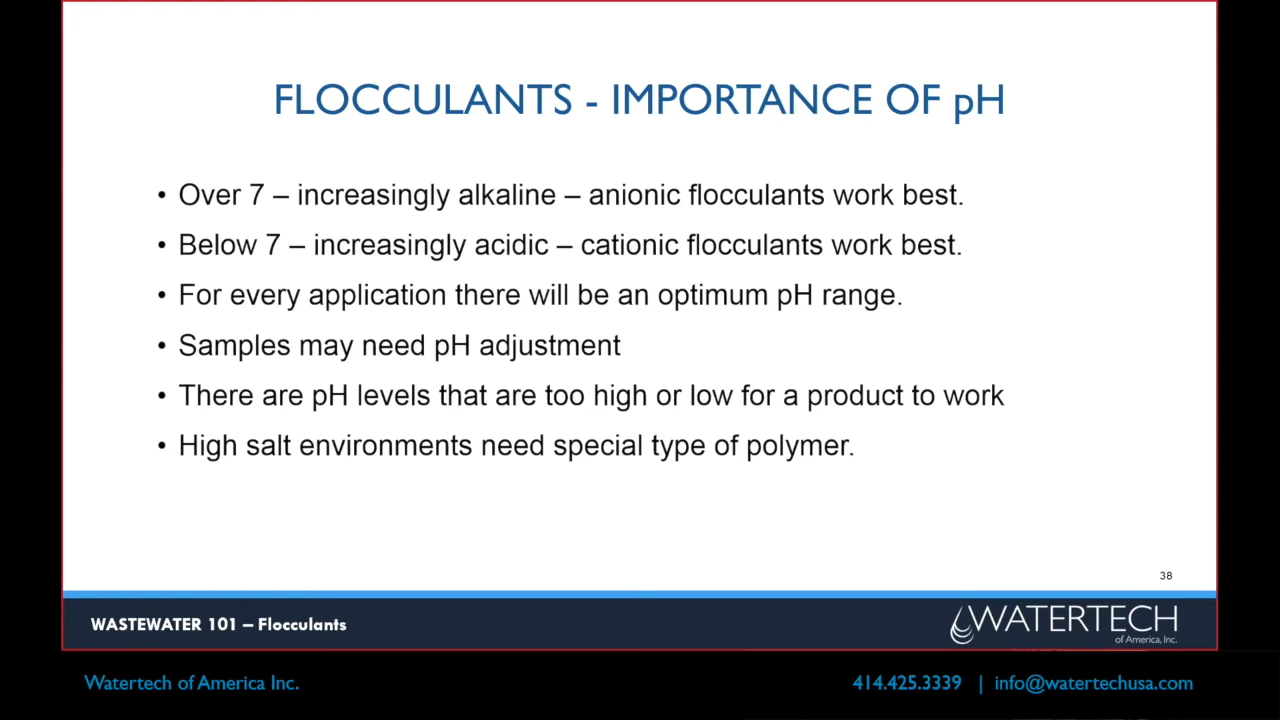 FLOCCULANTS - IMPORTANCE OF pH
• Over 7 – increasingly alkaline – anionic flocculants work best.
• Below 7 – increasingly acidic – cationic flocculants work best.
• For every application there will be an optimum pH range.
• Samples may need pH adjustment
• There are pH levels that are too high or low for a product to work
• High salt environments need special type of polymer.
38
WASTEWATER 101 – Flocculants
WATERTECH
of America, Inc.
Watertech of America Inc.
414.425.3339 | info@watertechusa.com